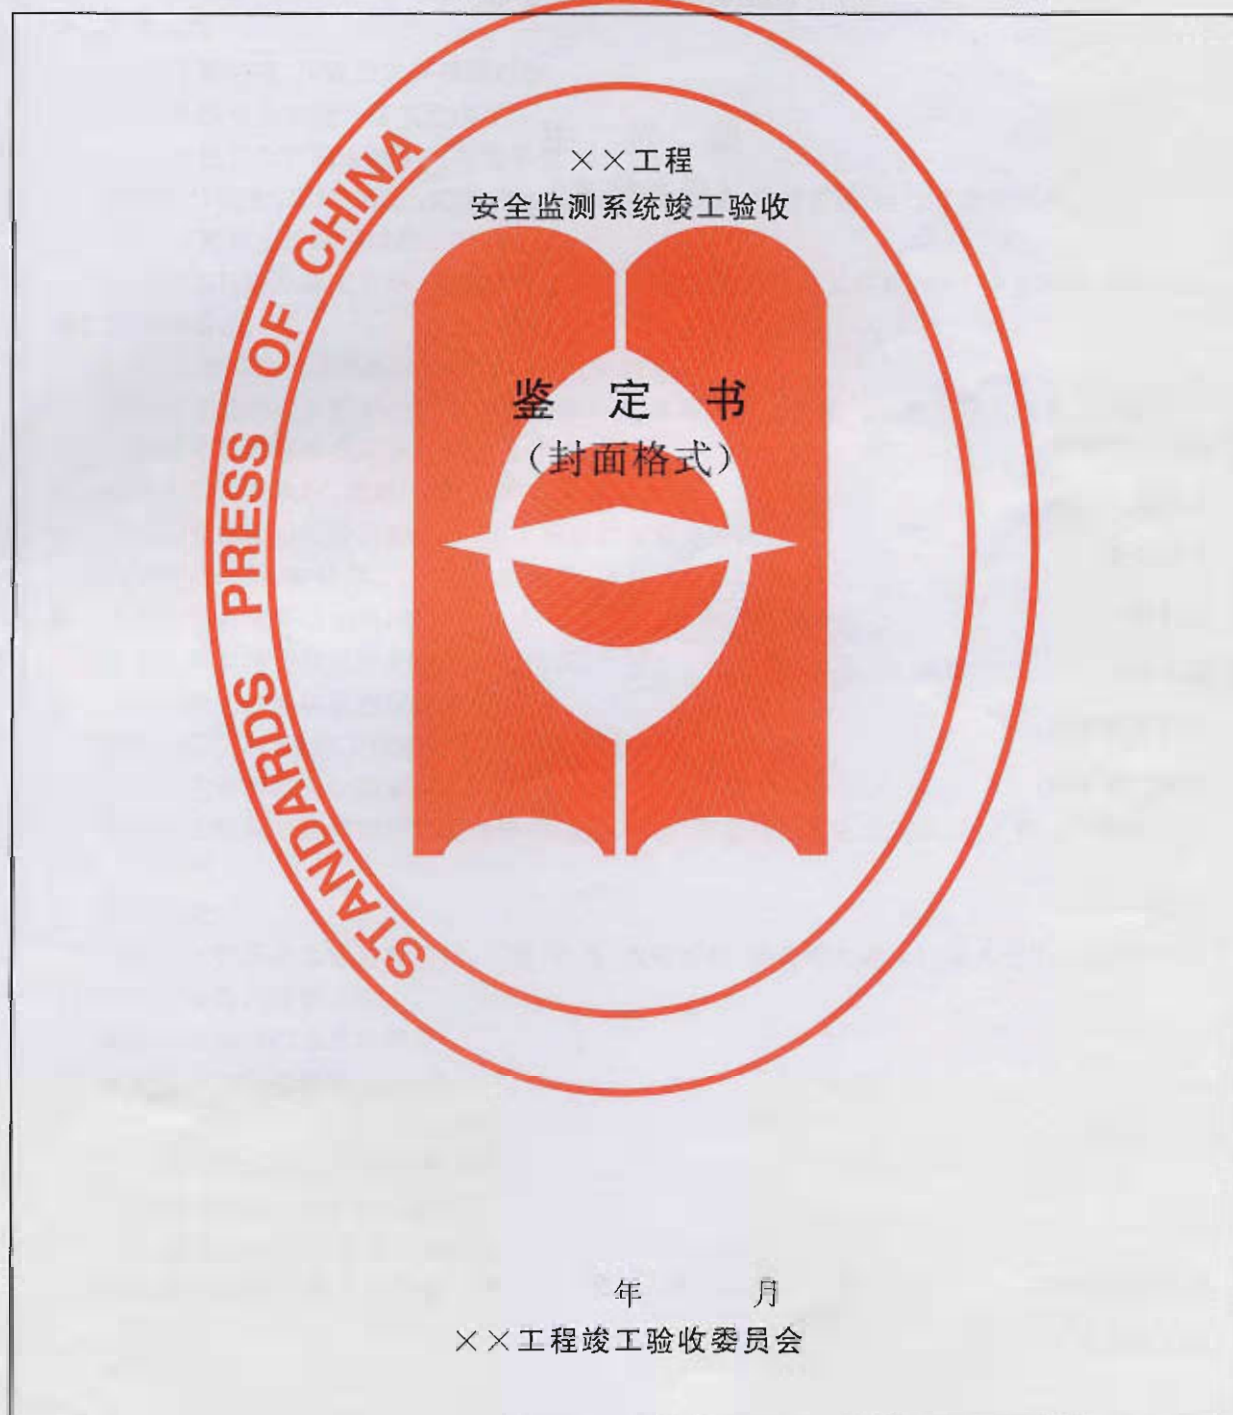 ××工程
安全监测系统竣工验收
鉴 定 书
（封面格式）
STANDARDS PRESS OF CHINA
年 月
××工程竣工验收委员会